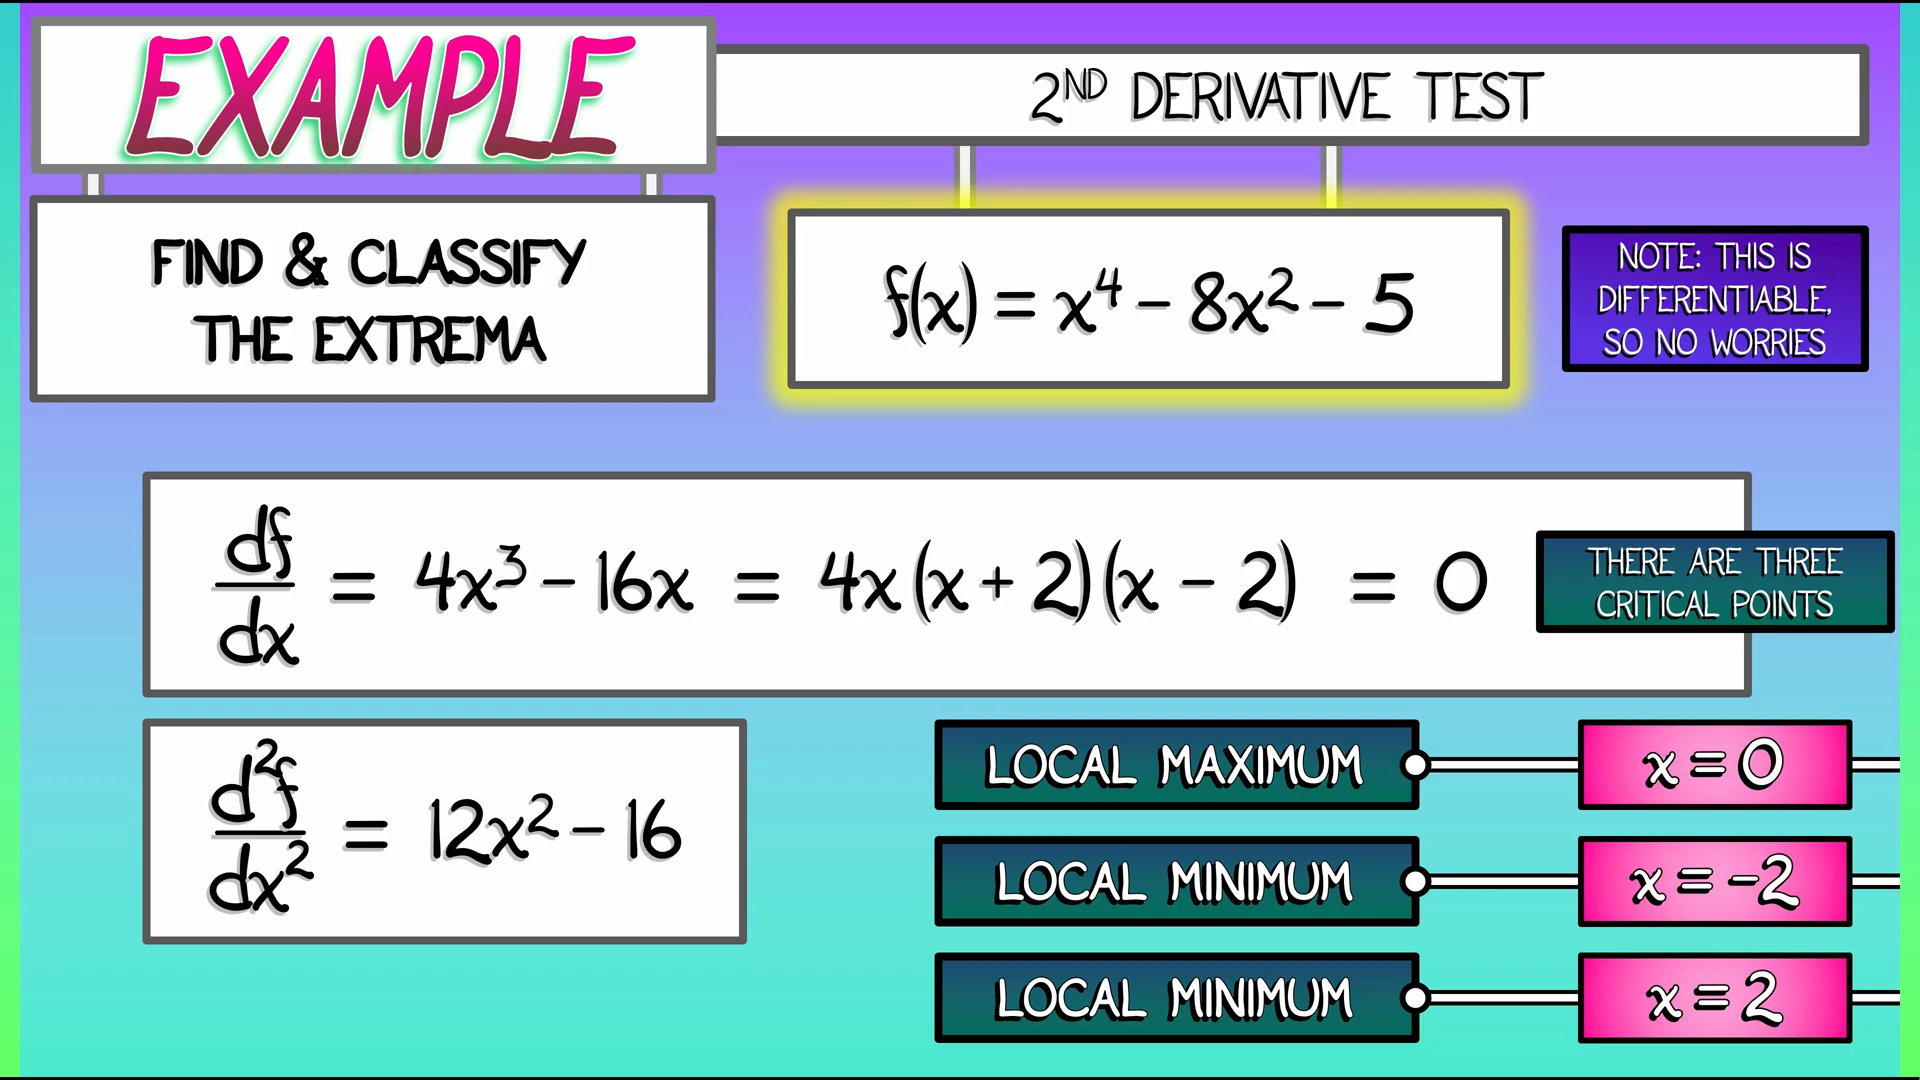 EXAMPLE
2ND DERIVATIVE TEST
FIND & CLASSIFY
THE EXTREMA
f(x) = x⁴ − 8x² − 5
NOTE: THIS IS
DIFFERENTIABLE,
SO NO WORRIES
df/dx = 4x³ − 16x = 4x(x + 2)(x − 2) = 0
THERE ARE THREE
CRITICAL POINTS
d²f/dx² = 12x² − 16
LOCAL MAXIMUM x = 0
LOCAL MINIMUM x = −2
LOCAL MINIMUM x = 2